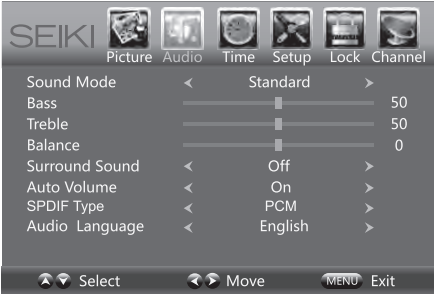 SEIKI
Picture Audio Time Setup Lock Channel
Sound Mode Standard
Bass 50
Treble 50
Balance 0
Surround Sound Off
Auto Volume On
SPDIF Type PCM
Audio Language English
Select Move MENU Exit